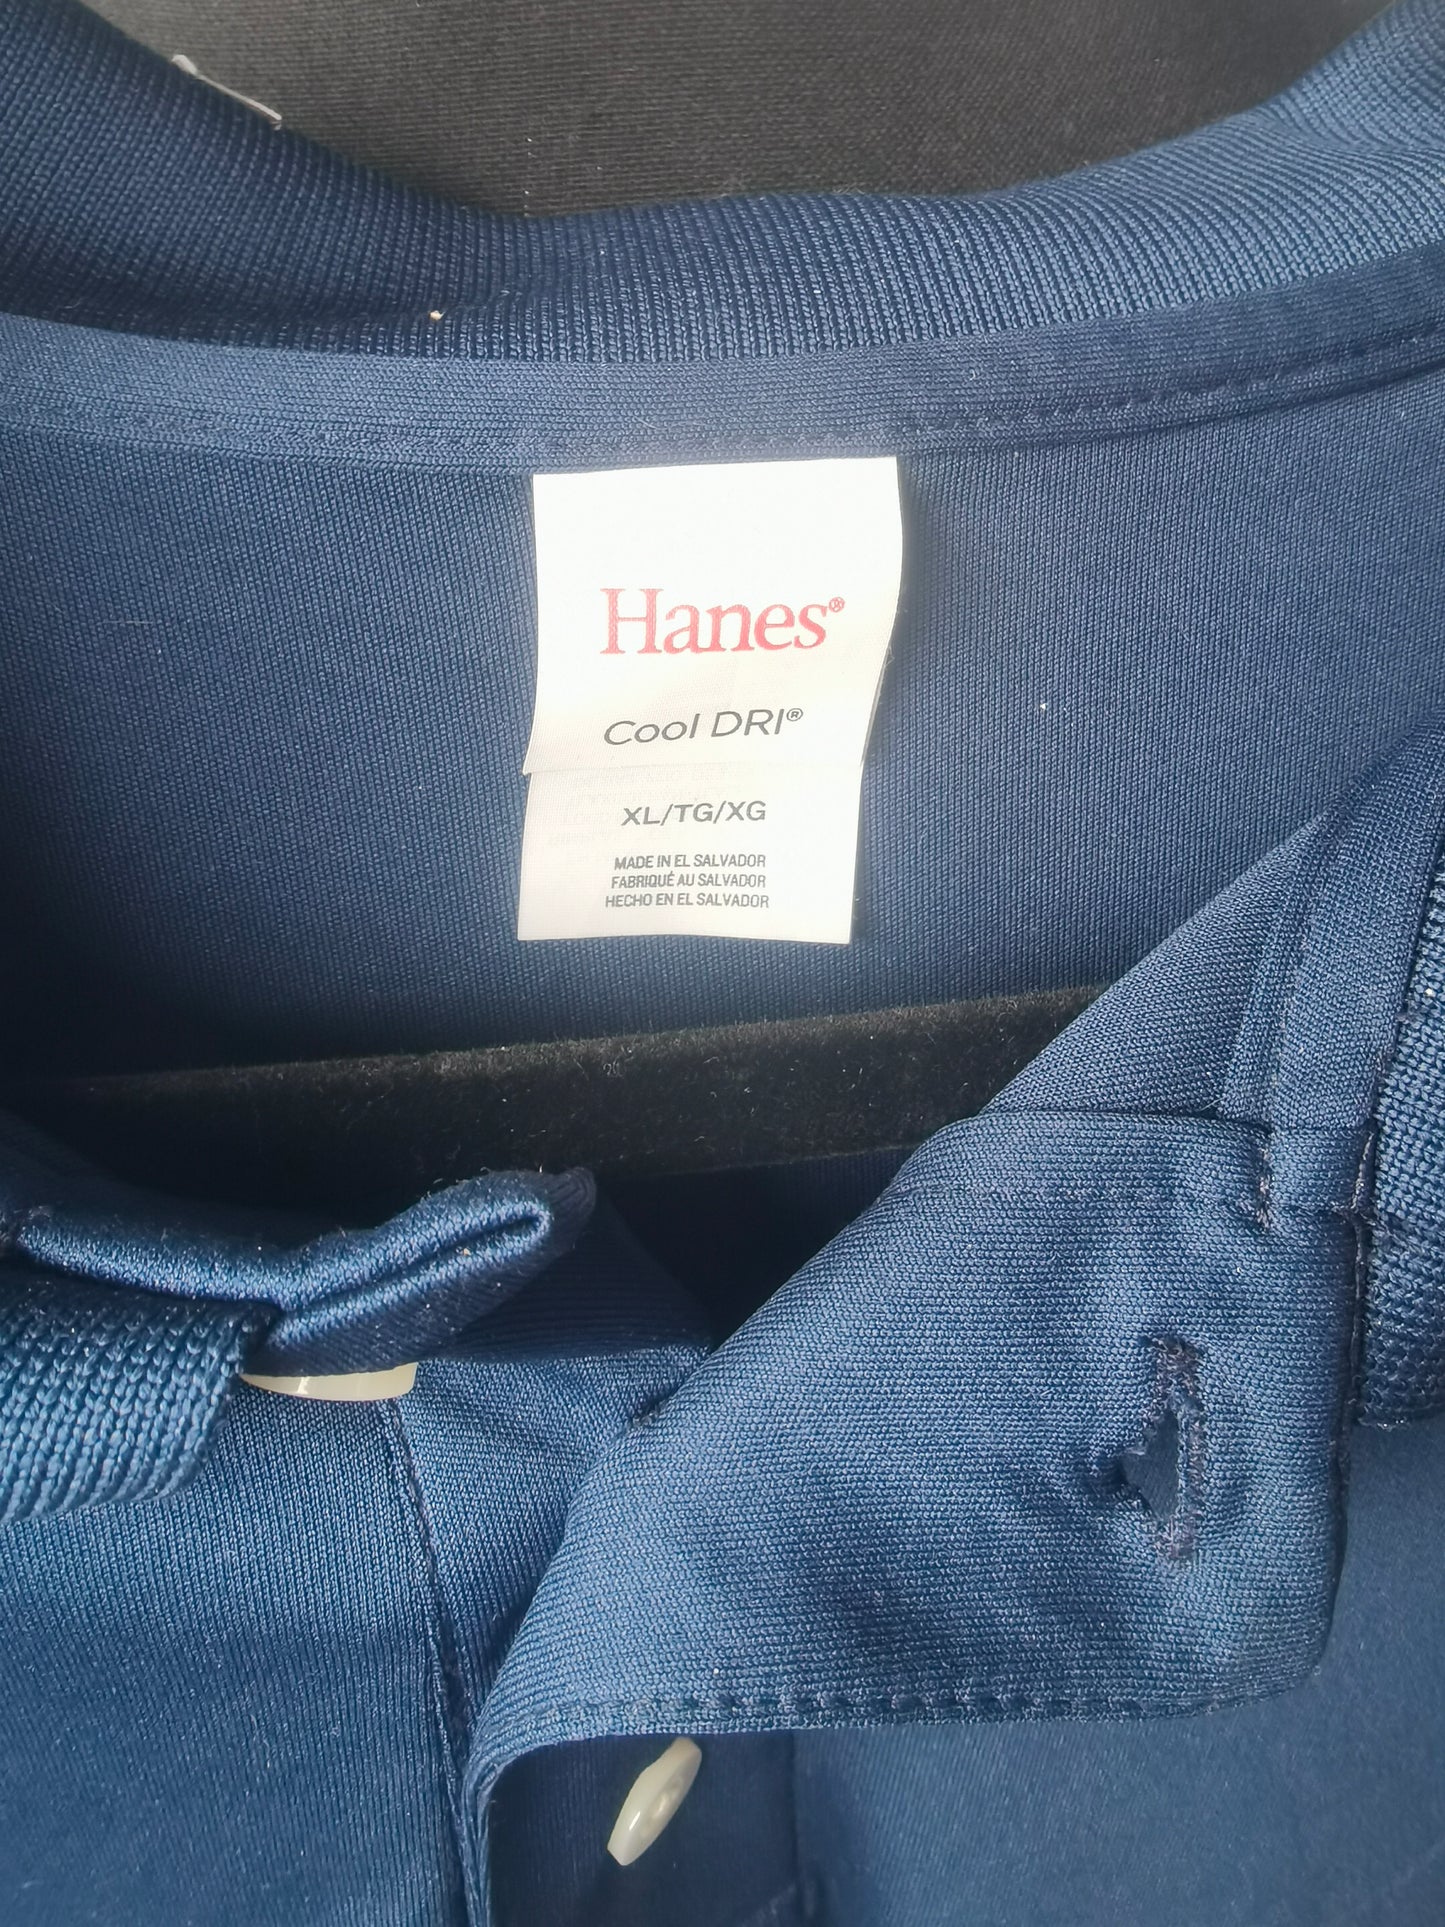 Hanes®
Cool DRI®
XL/TG/XG
MADE IN EL SALVADOR
FABRIQUÉ AU SALVADOR
HECHO EN EL SALVADOR